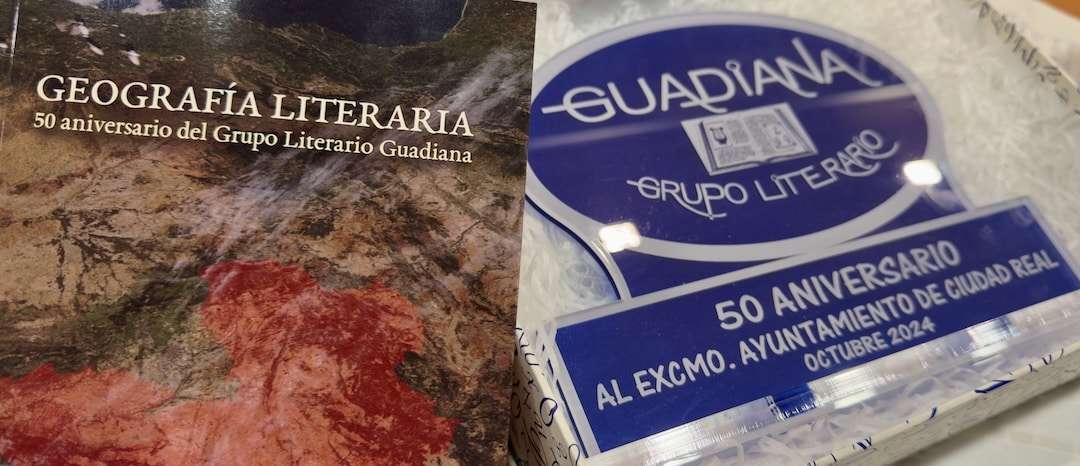 GEOGRAFÍA LITERARIA
50 aniversario del Grupo Literario Guadiana
GUADiANA
GRUPO LiTERARiO
50 ANIVERSARIO
AL EXCMO. AYUNTAMIENTO DE CIUDAD REAL
OCTUBRE 2024